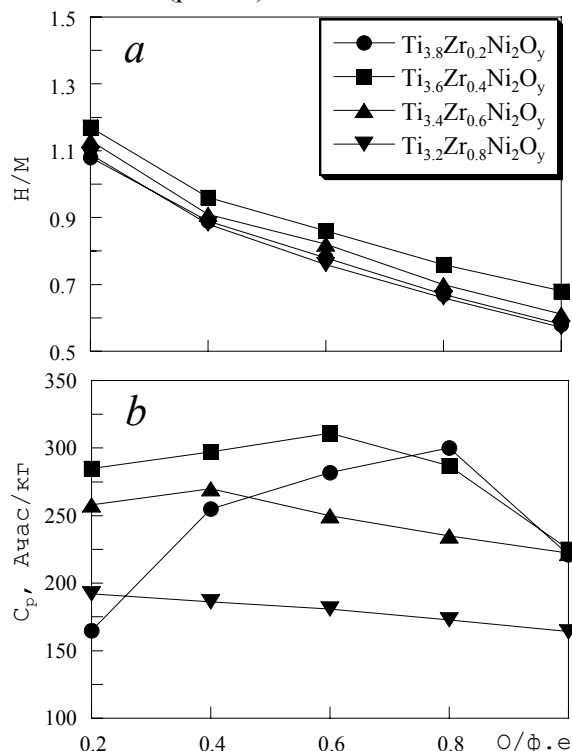 a
Ti3.8Zr0.2Ni2Oy
Ti3.6Zr0.4Ni2Oy
Ti3.4Zr0.6Ni2Oy
Ti3.2Zr0.8Ni2Oy
H/M
1.5
1.3
1.1
0.9
0.7
0.5
b
Cp, Ачас/кг
350
300
250
200
150
100
0.2
0.4
0.6
0.8
О/ф.е